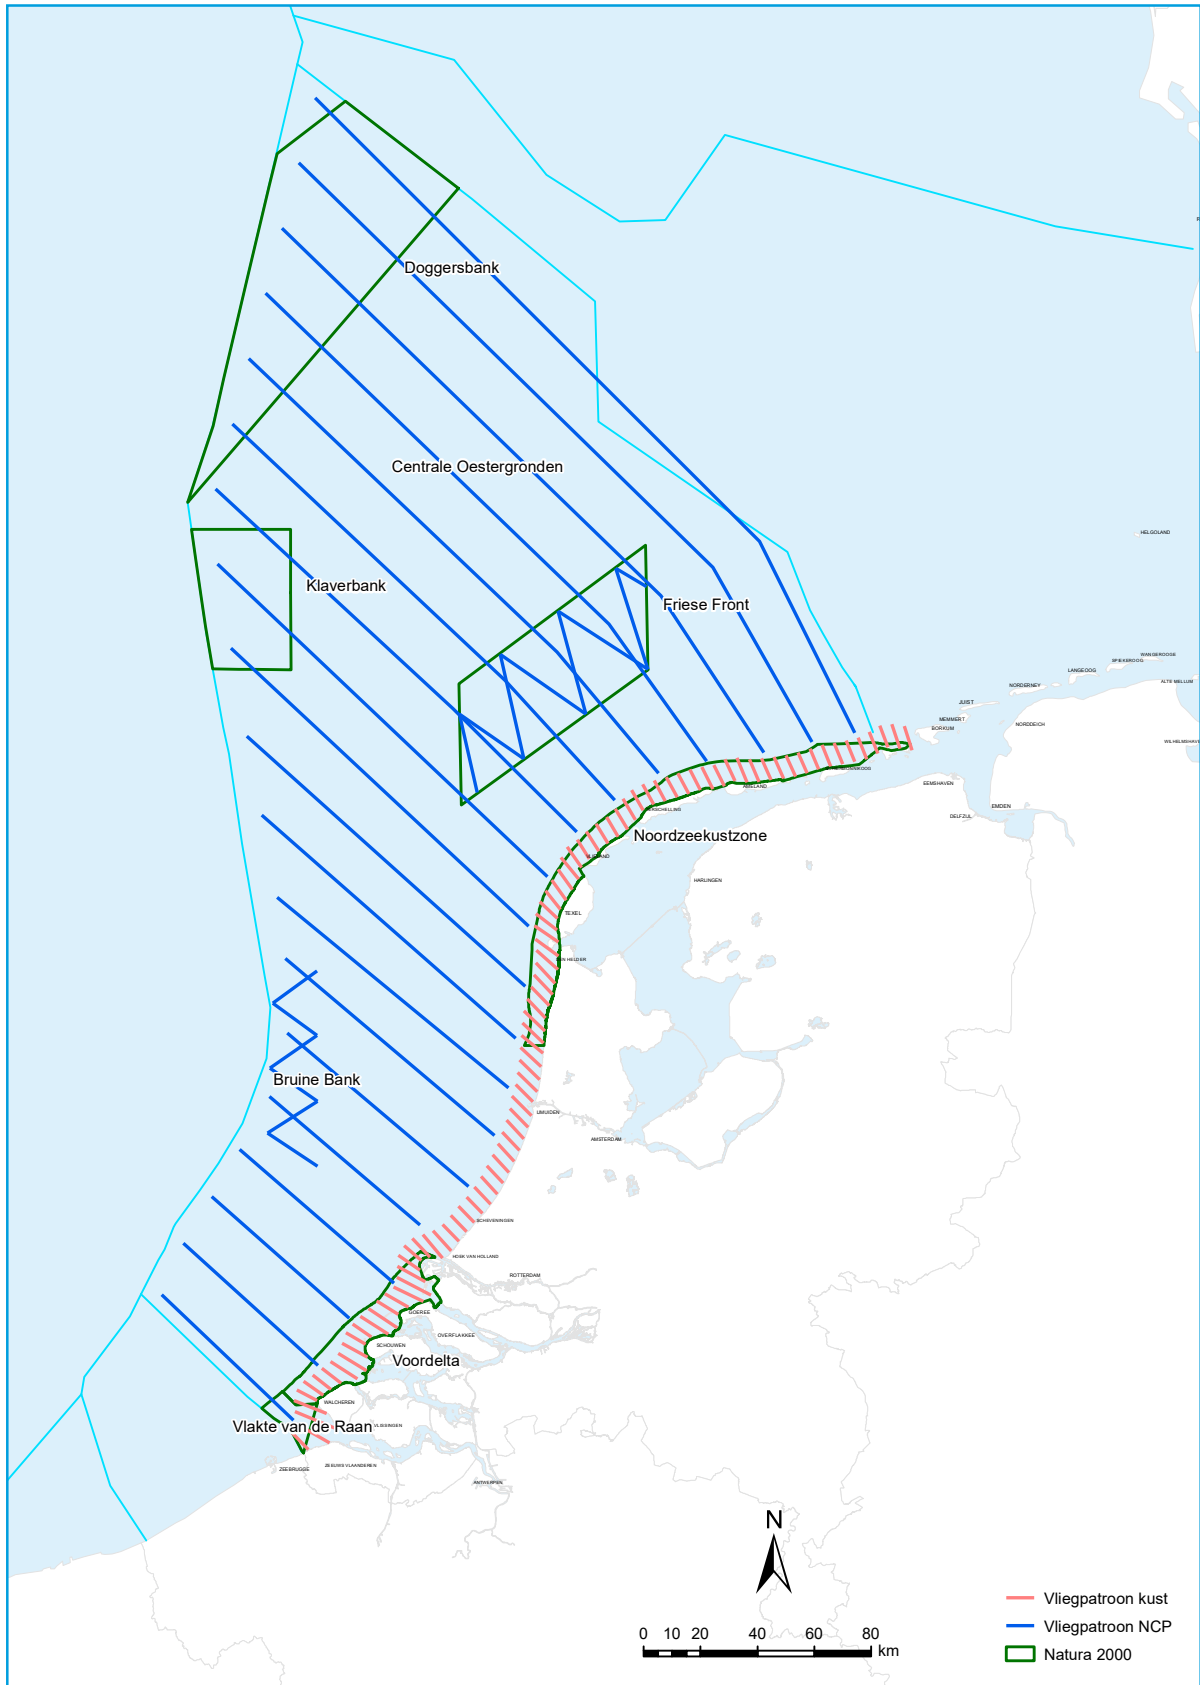 Doggersbank
Centrale Oestergronden
HELGOLAND
Klaverbank
Friese Front
WANGEROOGE
SPIEKEROOG
LANGEOOG
ALTE MELLUM
NORDERNEY
JUIST
MEMMERT
NORDDEICH
BORKUM
WILHELMSHAVE
EEMSHAVEN
AMELAND
EMDEN
DELFZIJL
Noordzeekustzone
HARLINGEN
TEXEL
DEN HELDER
Bruine Bank
IJMUIDEN
AMSTERDAM
SCHEVENINGEN
HOEK VAN HOLLAND
ROTTERDAM
GOEREE
OVERFLAKKEE
SCHOUWEN
Voordelta
WALCHEREN
Vlakte van de Raan
VLISSINGEN
ZEEUWS VLAANDEREN
ZEEBRUGGE
ANTWERPEN
N
Vliegpatroon kust
Vliegpatroon NCP
Natura 2000
0 10 20 40 60 80
km